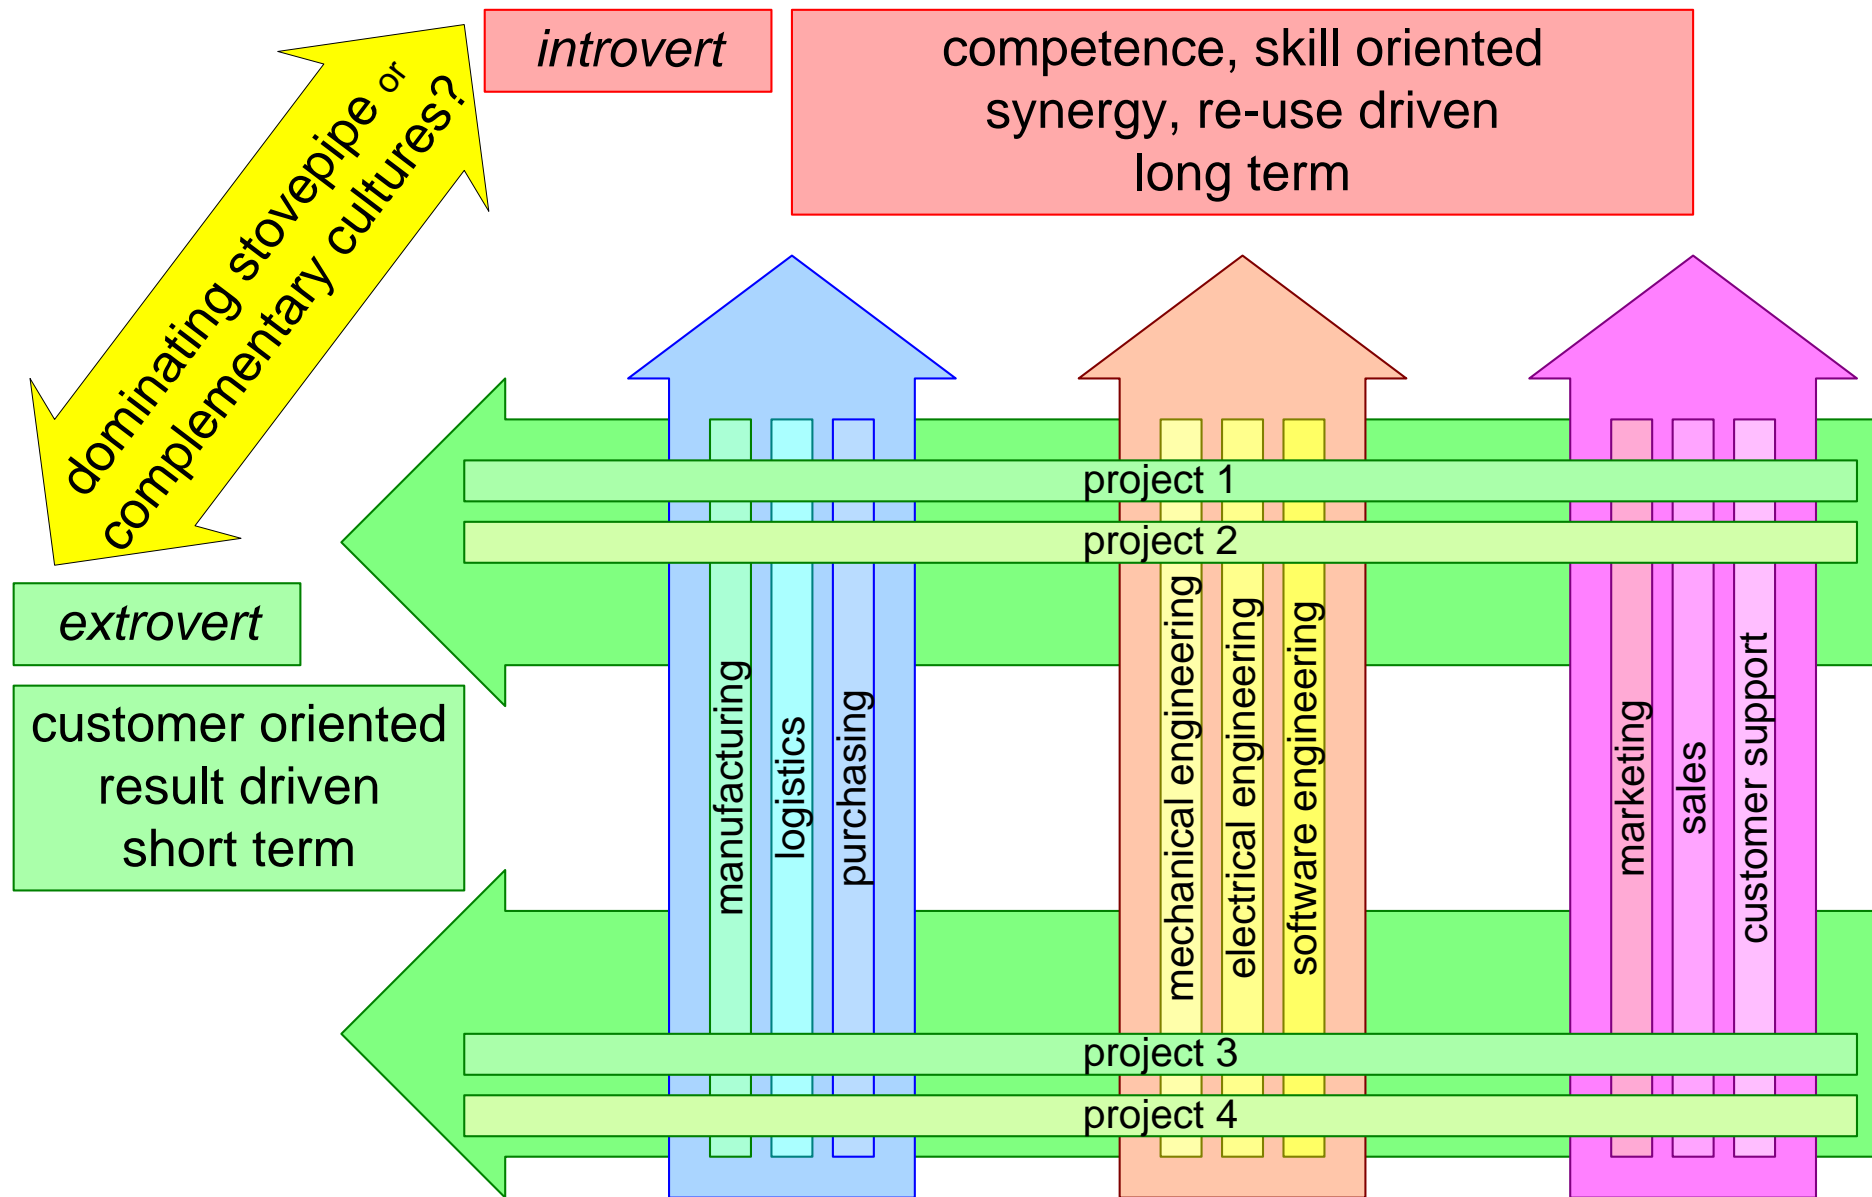 introvert
competence, skill oriented
synergy, re-use driven
long term
dominating stovepipe or
complementary cultures?
extrovert
customer oriented
result driven
short term
project 1
project 2
manufacturing
logistics
purchasing
mechanical engineering
electrical engineering
software engineering
marketing
sales
customer support
project 3
project 4